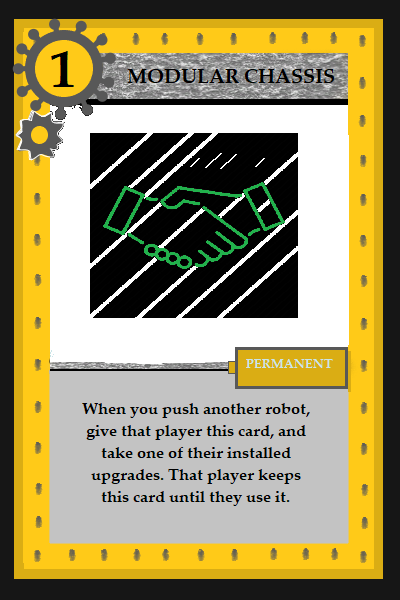 1
MODULAR CHASSIS
PERMANENT
When you push another robot,
give that player this card, and
take one of their installed
upgrades. That player keeps
this card until they use it.